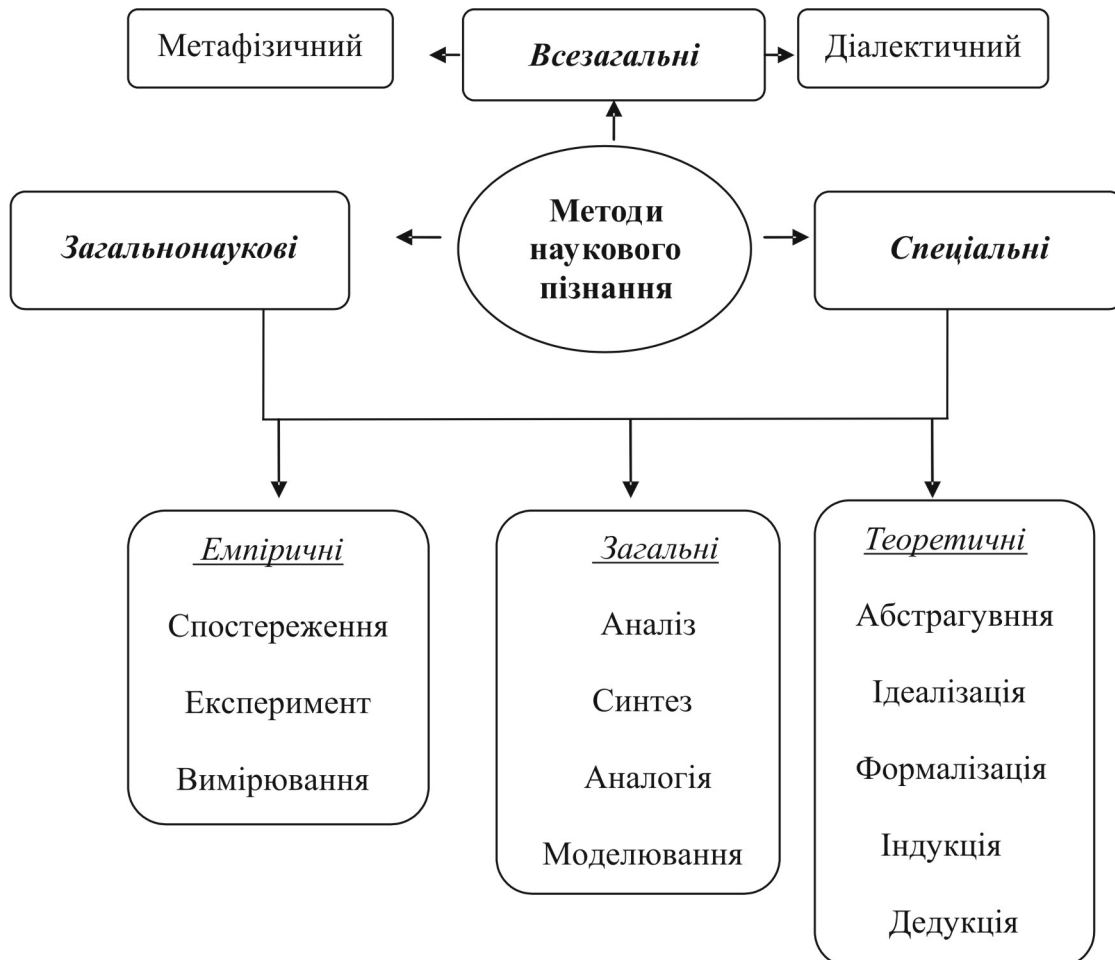 Метафізичний
Всезагальні
Діалектичний
Методи
наукового
пізнання
Загальнонаукові
Спеціальні
Емпіричні
Спостереження
Експеримент
Вимірювання
Загальні
Аналіз
Синтез
Аналогія
Моделювання
Теоретичні
Абстрагувння
Ідеалізація
Формалізація
Індукція
Дедукція